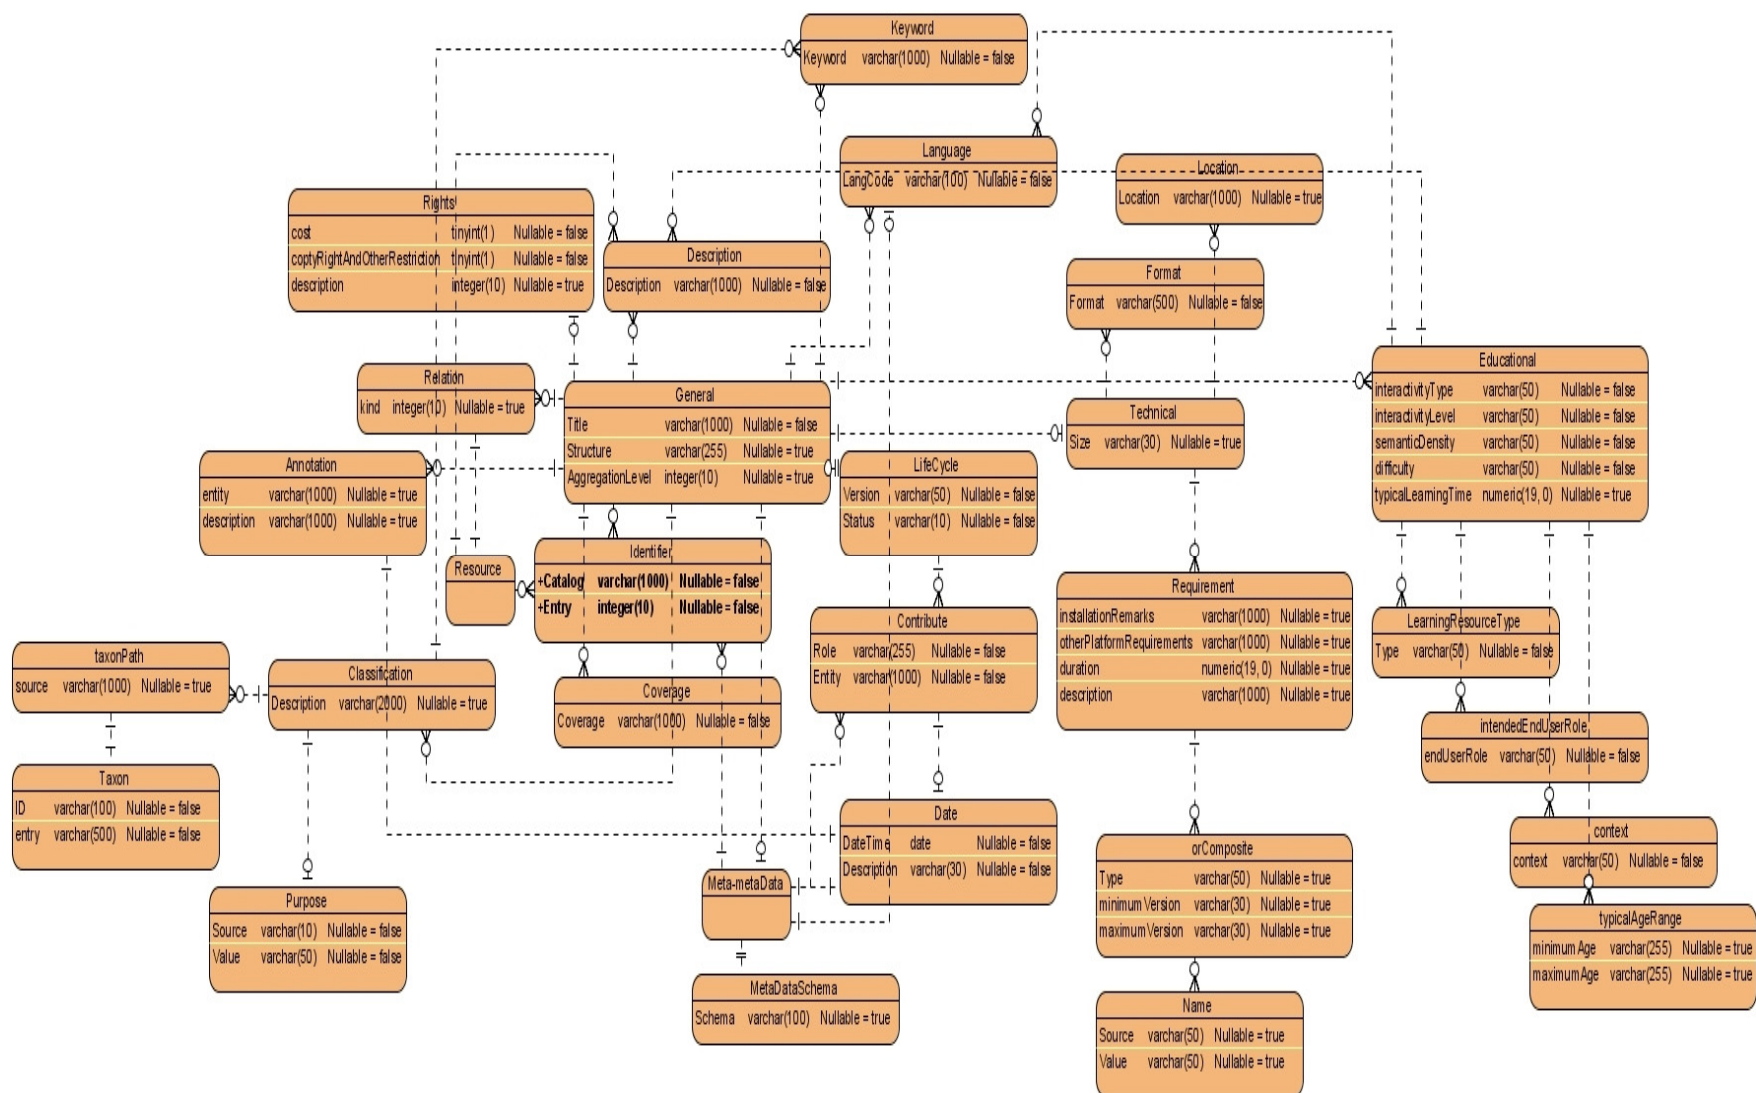 Keyword
Keyword varchar(1000) Nullable = false
Language
LangCode varchar(100) Nullable = false
Location
Location varchar(1000) Nullable = true
Rights
cost tinyint(1) Nullable = false
coptyRightAndOtherRestriction tinyint(1) Nullable = false
description integer(10) Nullable = true
Description
Description varchar(1000) Nullable = false
Format
Format varchar(500) Nullable = false
Educational
interactivityType varchar(50) Nullable = false
interactivityLevel varchar(50) Nullable = false
semanticDensity varchar(50) Nullable = false
difficulty varchar(50) Nullable = false
typicalLearningTime numeric(19, 0) Nullable = true
Relation
kind integer(10) Nullable = true
General
Title varchar(1000) Nullable = false
Structure varchar(255) Nullable = true
AggregationLevel integer(10) Nullable = true
Technical
Size varchar(30) Nullable = true
Annotation
entity varchar(1000) Nullable = true
description varchar(1000) Nullable = true
LifeCycle
Version varchar(50) Nullable = false
Status varchar(10) Nullable = false
Resource
Identifier
+Catalog varchar(1000) Nullable = false
+Entry integer(10) Nullable = false
Requirement
installationRemarks varchar(1000) Nullable = true
otherPlatformRequirements varchar(1000) Nullable = true
duration numeric(19, 0) Nullable = true
description varchar(1000) Nullable = true
Contribute
Role varchar(255) Nullable = false
Entity varchar(1000) Nullable = false
LearningResourceType
Type varchar(50) Nullable = false
taxonPath
source varchar(1000) Nullable = true
Classification
Description varchar(2000) Nullable = true
Coverage
Coverage varchar(1000) Nullable = false
intendedEndUserRole
endUserRole varchar(50) Nullable = false
Taxon
ID varchar(100) Nullable = false
entry varchar(500) Nullable = false
Date
DateTime date Nullable = false
Description varchar(30) Nullable = false
context
context varchar(50) Nullable = false
orComposite
Type varchar(50) Nullable = true
minimumVersion varchar(30) Nullable = true
maximumVersion varchar(30) Nullable = true
Meta-metaData
Purpose
Source varchar(10) Nullable = false
Value varchar(50) Nullable = false
typicalAgeRange
minimumAge varchar(255) Nullable = true
maximumAge varchar(255) Nullable = true
MetaDataSchema
Schema varchar(100) Nullable = true
Name
Source varchar(50) Nullable = true
Value varchar(50) Nullable = true